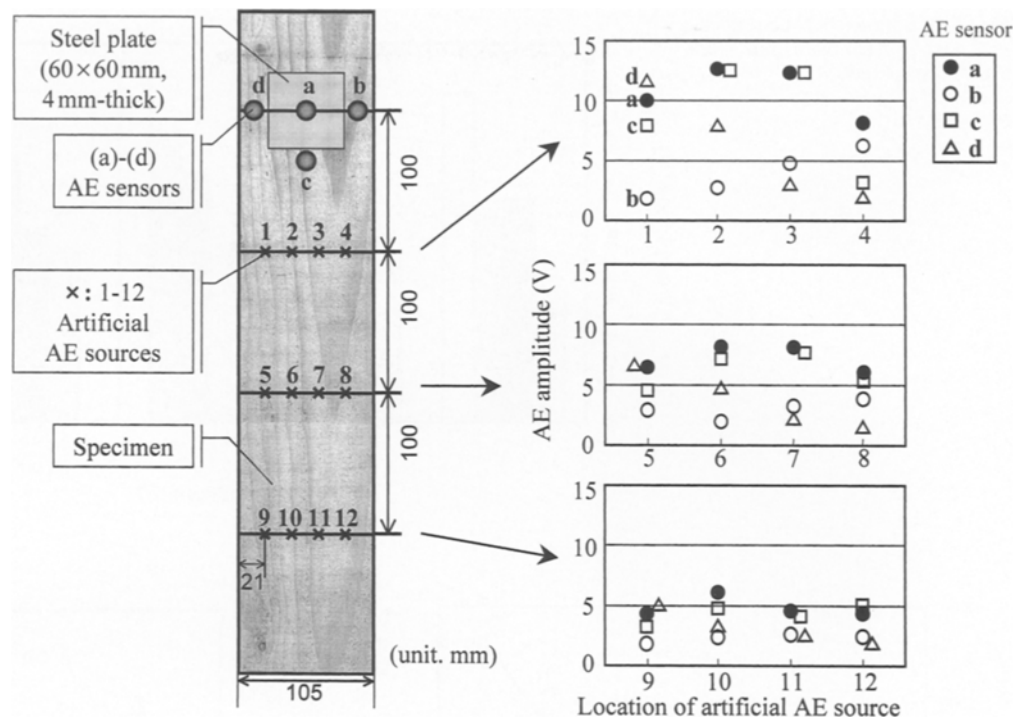 Steel plate
(60×60 mm,
4 mm-thick)
(a)-(d)
AE sensors
×: 1-12
Artificial
AE sources
Specimen
d a b
c
100
1 2 3 4
100
5 6 7 8
100
9 10 11 12
21
105
(unit. mm)
AE sensor
a
b
c
d
AE amplitude (V)
15
10
5
0
d
a
c
b
1 2 3 4
15
10
5
0
5 6 7 8
15
10
5
0
9 10 11 12
Location of artificial AE source